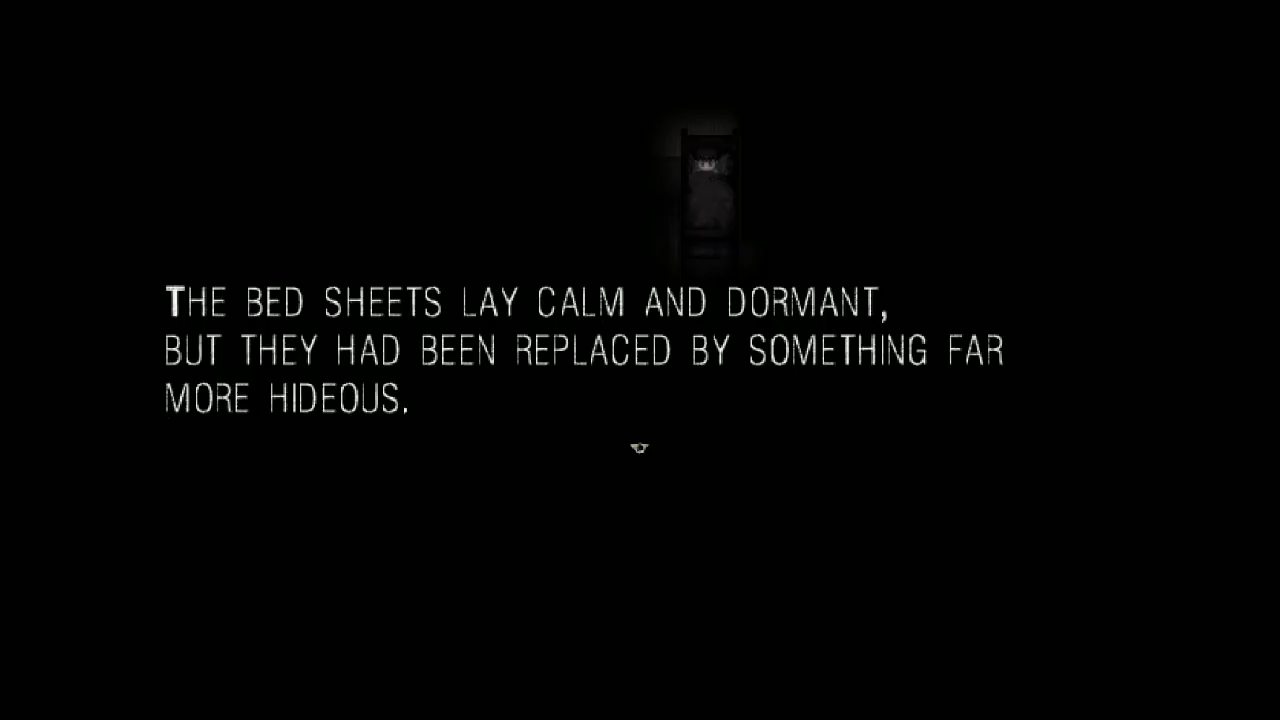 THE BED SHEETS LAY CALM AND DORMANT,
BUT THEY HAD BEEN REPLACED BY SOMETHING FAR
MORE HIDEOUS.